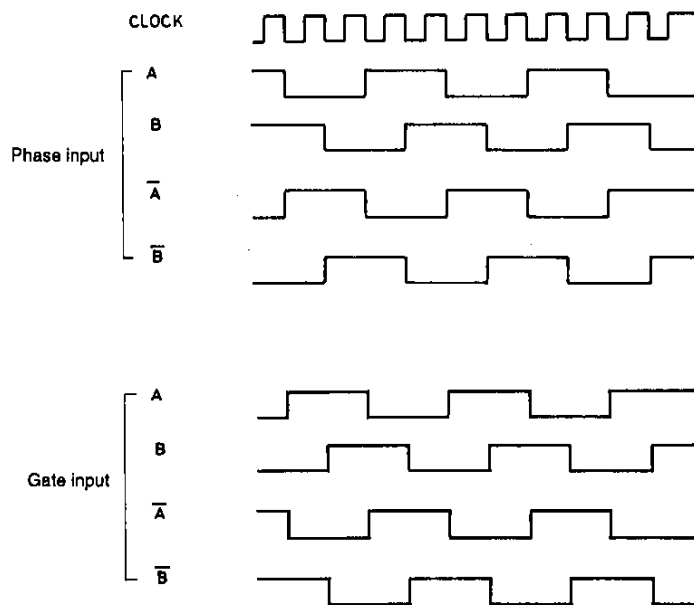 CLOCK
A
B
Phase input
A̅
B̅
A
B
Gate input
A̅
B̅